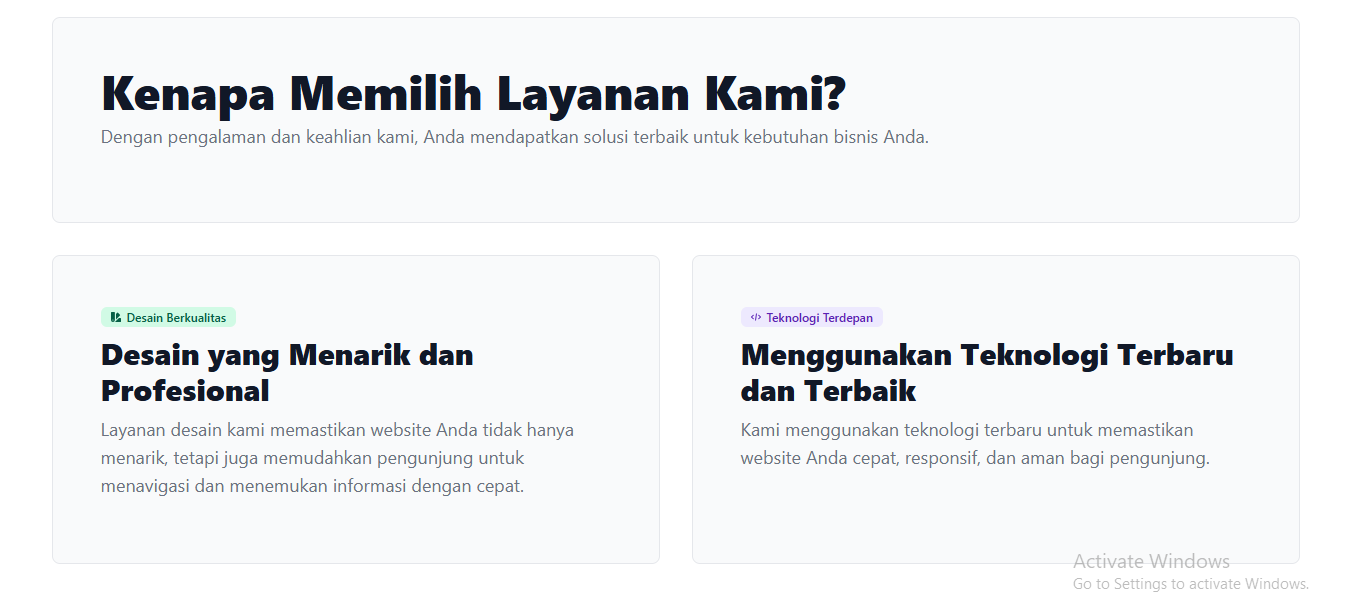 Kenapa Memilih Layanan Kami?
Dengan pengalaman dan keahlian kami, Anda mendapatkan solusi terbaik untuk kebutuhan bisnis Anda.
Desain Berkualitas
Desain yang Menarik dan
Profesional
Layanan desain kami memastikan website Anda tidak hanya
menarik, tetapi juga memudahkan pengunjung untuk
menavigasi dan menemukan informasi dengan cepat.
Teknologi Terdepan
Menggunakan Teknologi Terbaru
dan Terbaik
Kami menggunakan teknologi terbaru untuk memastikan
website Anda cepat, responsif, dan aman bagi pengunjung.
Activate Windows
Go to Settings to activate Windows.